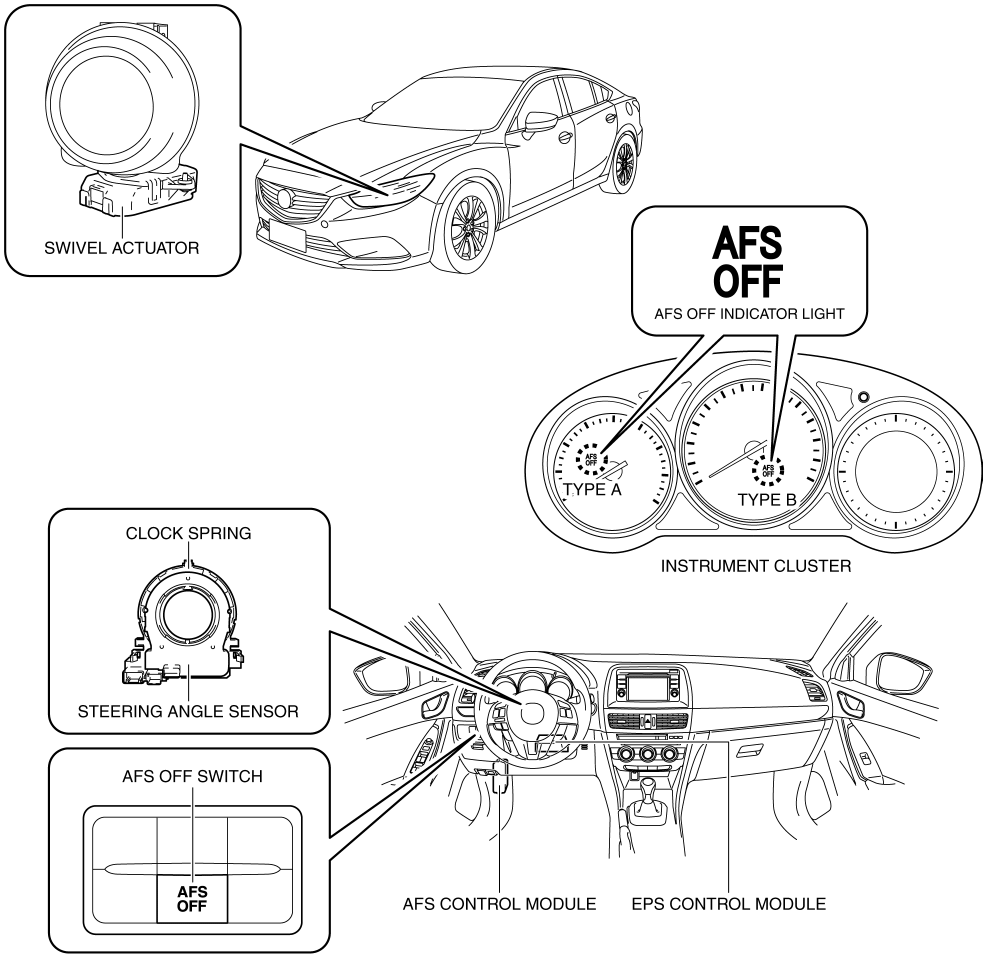 SWIVEL ACTUATOR
AFS
OFF
AFS OFF INDICATOR LIGHT
AFS
OFF
TYPE A
AFS
OFF
TYPE B
INSTRUMENT CLUSTER
CLOCK SPRING
STEERING ANGLE SENSOR
AFS OFF SWITCH
AFS
OFF
AFS CONTROL MODULE
EPS CONTROL MODULE